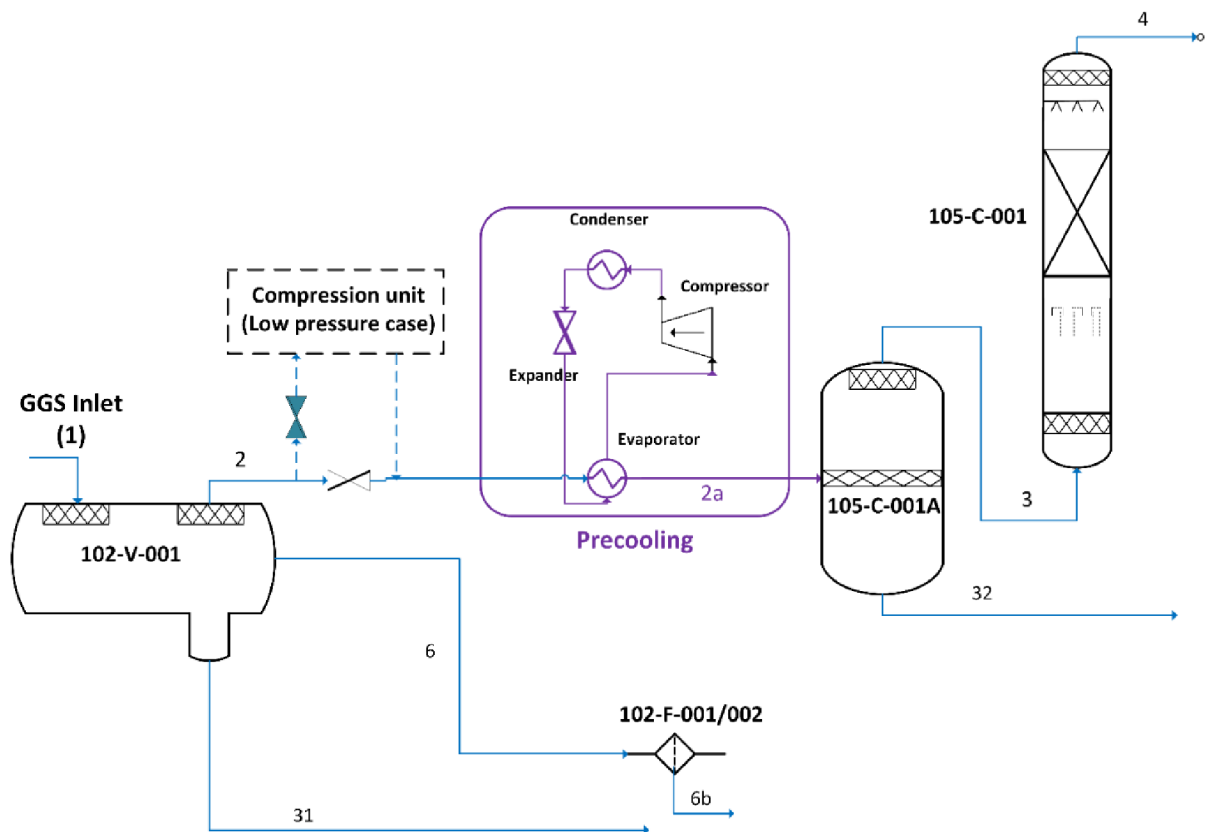 4
105-C-001
Condenser
Compressor
Compression unit
(Low pressure case)
Expander
Evaporator
GGS Inlet
(1)
2
2a
105-C-001A
3
Precooling
102-V-001
32
6
102-F-001/002
6b
31